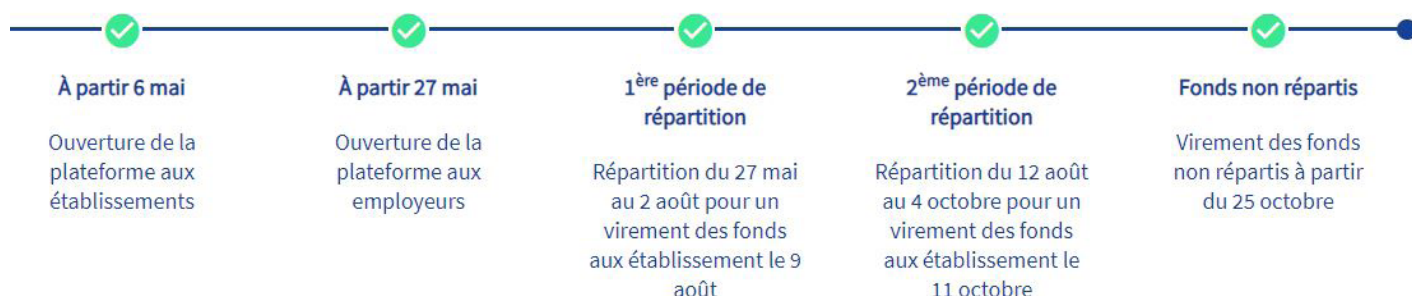 À partir 6 mai
Ouverture de la
plateforme aux
établissements
À partir 27 mai
Ouverture de la
plateforme aux
employeurs
1ère période de
répartition
Répartition du 27 mai
au 2 août pour un
virement des fonds
aux établissement le 9
août
2ème période de
répartition
Répartition du 12 août
au 4 octobre pour un
virement des fonds
aux établissement le
11 octobre
Fonds non répartis
Virement des fonds
non répartis à partir
du 25 octobre